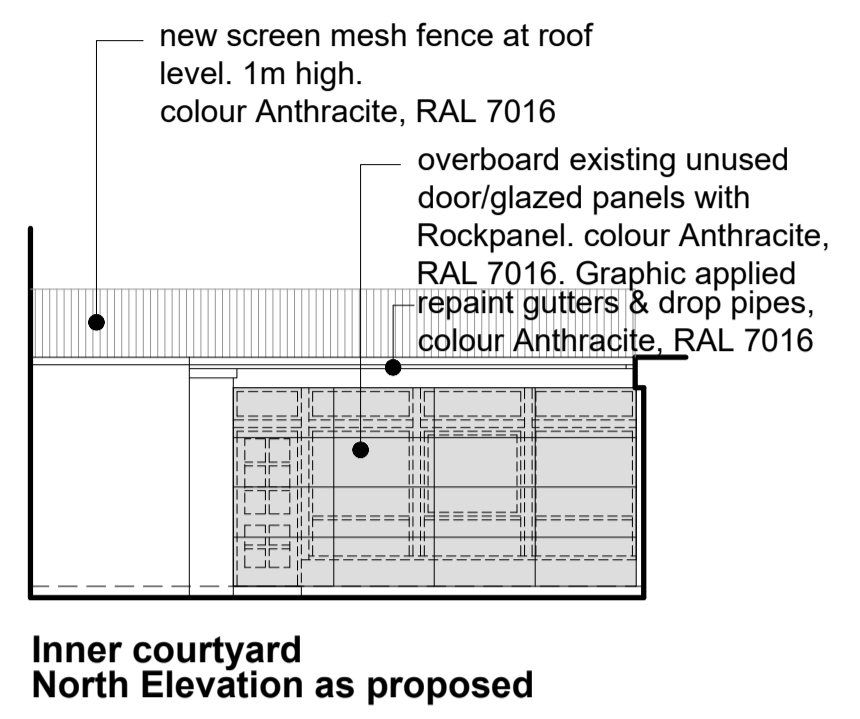 new screen mesh fence at roof
level. 1m high.
colour Anthracite, RAL 7016
overboard existing unused
door/glazed panels with
Rockpanel. colour Anthracite,
RAL 7016. Graphic applied
repaint gutters & drop pipes,
colour Anthracite, RAL 7016
Inner courtyard
North Elevation as proposed